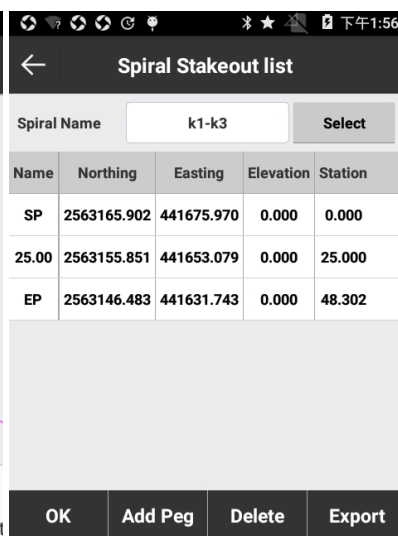 下午1:56
Spiral Stakeout list
Spiral Name k1-k3 Select
Name Northing Easting Elevation Station
SP 2563165.902 441675.970 0.000 0.000
25.00 2563155.851 441653.079 0.000 25.000
EP 2563146.483 441631.743 0.000 48.302
OK Add Peg Delete Export